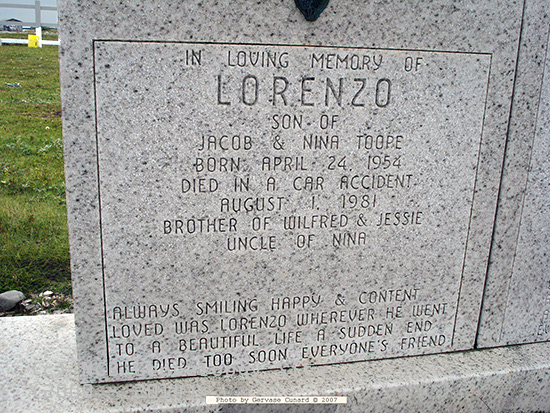 IN LOVING MEMORY OF
LORENZO
SON OF
JACOB & NINA TOOPE
BORN APRIL 24, 1954
DIED IN A CAR ACCIDENT
AUGUST 1, 1981
BROTHER OF WILFRED & JESSIE
UNCLE OF NINA
ALWAYS SMILING HAPPY & CONTENT
LOVED WAS LORENZO WHEREVER HE WENT
TO A BEAUTIFUL LIFE A SUDDEN END
HE DIED TOO SOON EVERYONE'S FRIEND
Photo by Gervase Cunard © 2007